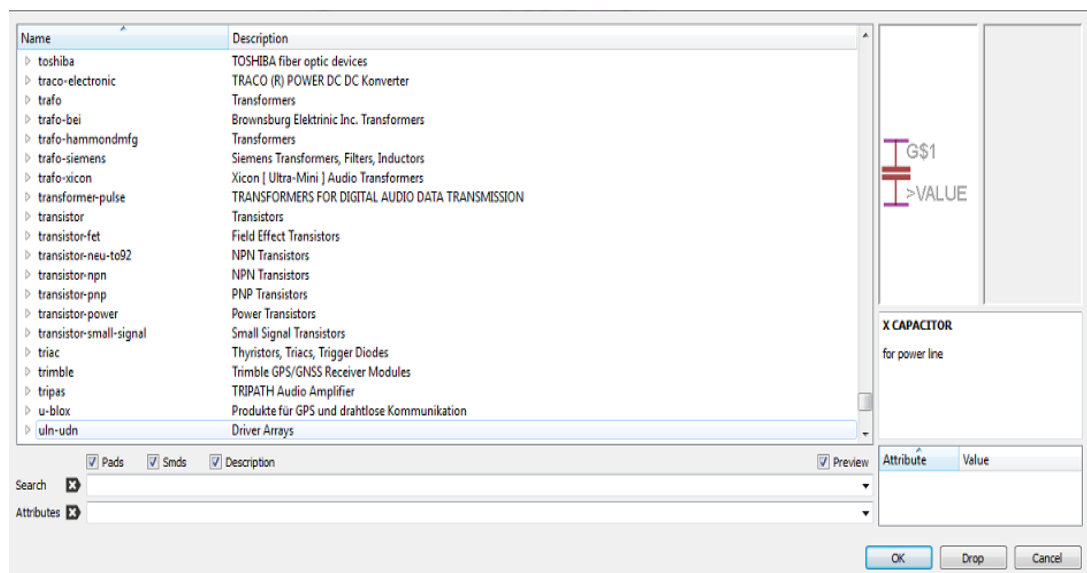 Name Description
toshiba TOSHIBA fiber optic devices
traco-electronic TRACO (R) POWER DC DC Konverter
trafo Transformers
trafo-bei Brownsburg Elektrinic Inc. Transformers
trafo-hammondmfg Transformers
trafo-siemens Siemens Transformers, Filters, Inductors
trafo-xicon Xicon [ Ultra-Mini ] Audio Transformers
transformer-pulse TRANSFORMERS FOR DIGITAL AUDIO DATA TRANSMISSION
transistor Transistors
transistor-fet Field Effect Transistors
transistor-neu-to92 NPN Transistors
transistor-npn NPN Transistors
transistor-pnp PNP Transistors
transistor-power Power Transistors
transistor-small-signal Small Signal Transistors
triac Thyristors, Triacs, Trigger Diodes
trimble Trimble GPS/GNSS Receiver Modules
tripas TRIPATH Audio Amplifier
u-blox Produkte für GPS und drahtlose Kommunikation
uln-udn Driver Arrays
Pads Smds Description Preview
Search
Attributes
G$1
>VALUE
X CAPACITOR
for power line
Attribute Value
OK Drop Cancel